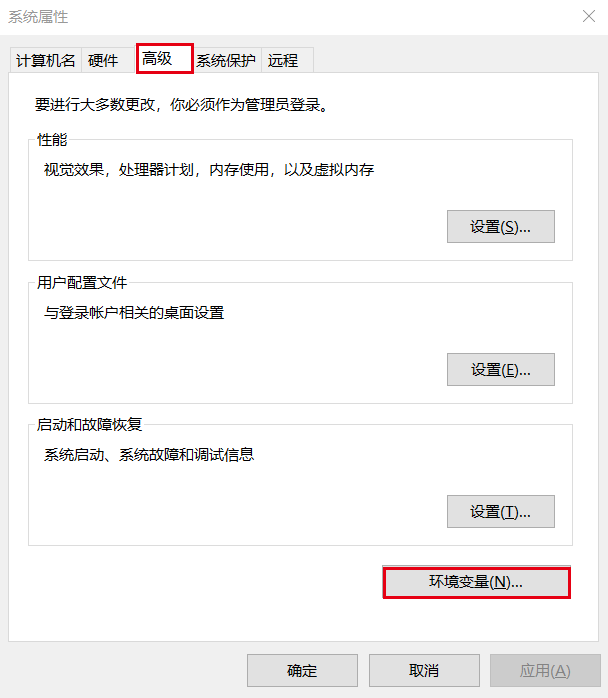 系统属性
计算机名 硬件 高级 系统保护 远程
要进行大多数更改，你必须作为管理员登录。
性能
视觉效果，处理器计划，内存使用，以及虚拟内存
设置(S)...
用户配置文件
与登录帐户相关的桌面设置
设置(E)...
启动和故障恢复
系统启动、系统故障和调试信息
设置(T)...
环境变量(N)...
确定 取消 应用(A)